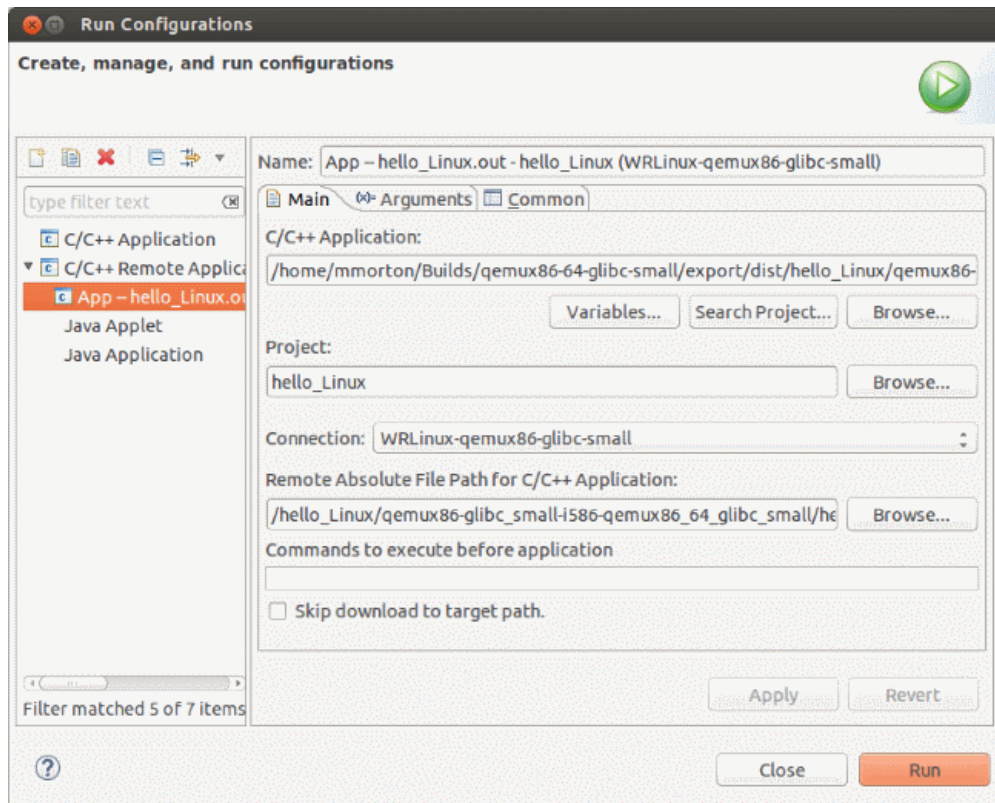 Run Configurations
Create, manage, and run configurations
type filter text
C/C++ Application
C/C++ Remote Applica
App – hello_Linux.ou
Java Applet
Java Application
Filter matched 5 of 7 items
Name: App – hello_Linux.out - hello_Linux (WRLinux-qemux86-glibc-small)
Main (x)= Arguments Common
C/C++ Application:
/home/mmorton/Builds/qemux86-64-glibc-small/export/dist/hello_Linux/qemux86-
Variables... Search Project... Browse...
Project:
hello_Linux Browse...
Connection: WRLinux-qemux86-glibc-small
Remote Absolute File Path for C/C++ Application:
/hello_Linux/qemux86-glibc_small-i586-qemux86_64_glibc_small/he Browse...
Commands to execute before application
Skip download to target path.
Apply Revert
Close Run